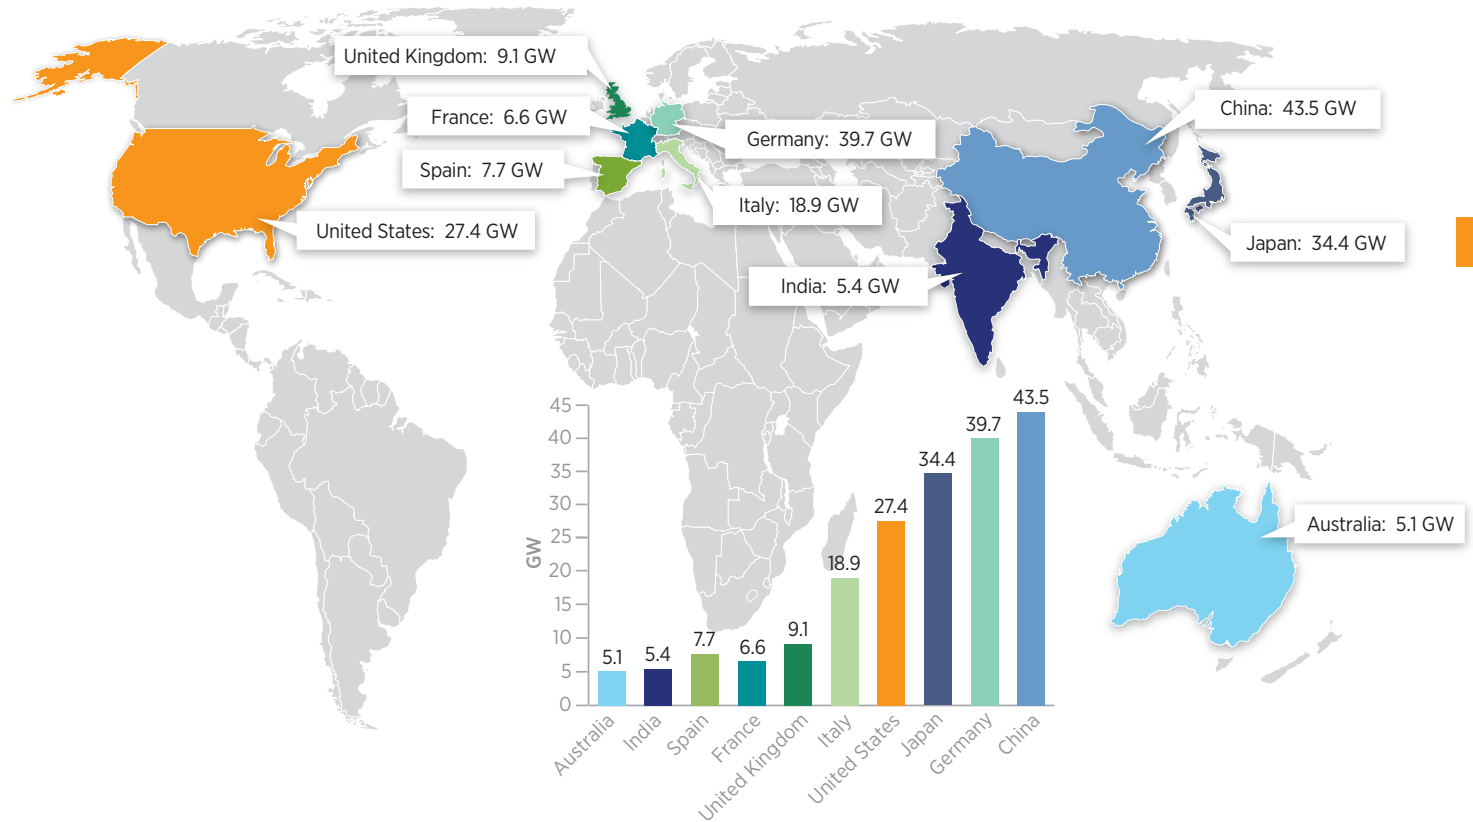 United Kingdom: 9.1 GW
France: 6.6 GW
Spain: 7.7 GW
United States: 27.4 GW
Germany: 39.7 GW
Italy: 18.9 GW
India: 5.4 GW
China: 43.5 GW
Japan: 34.4 GW
Australia: 5.1 GW
GW
45
40
35
30
25
20
15
10
5
0
5.1
5.4
7.7
6.6
9.1
18.9
27.4
34.4
39.7
43.5
Australia
India
Spain
France
United Kingdom
Italy
United States
Japan
Germany
China